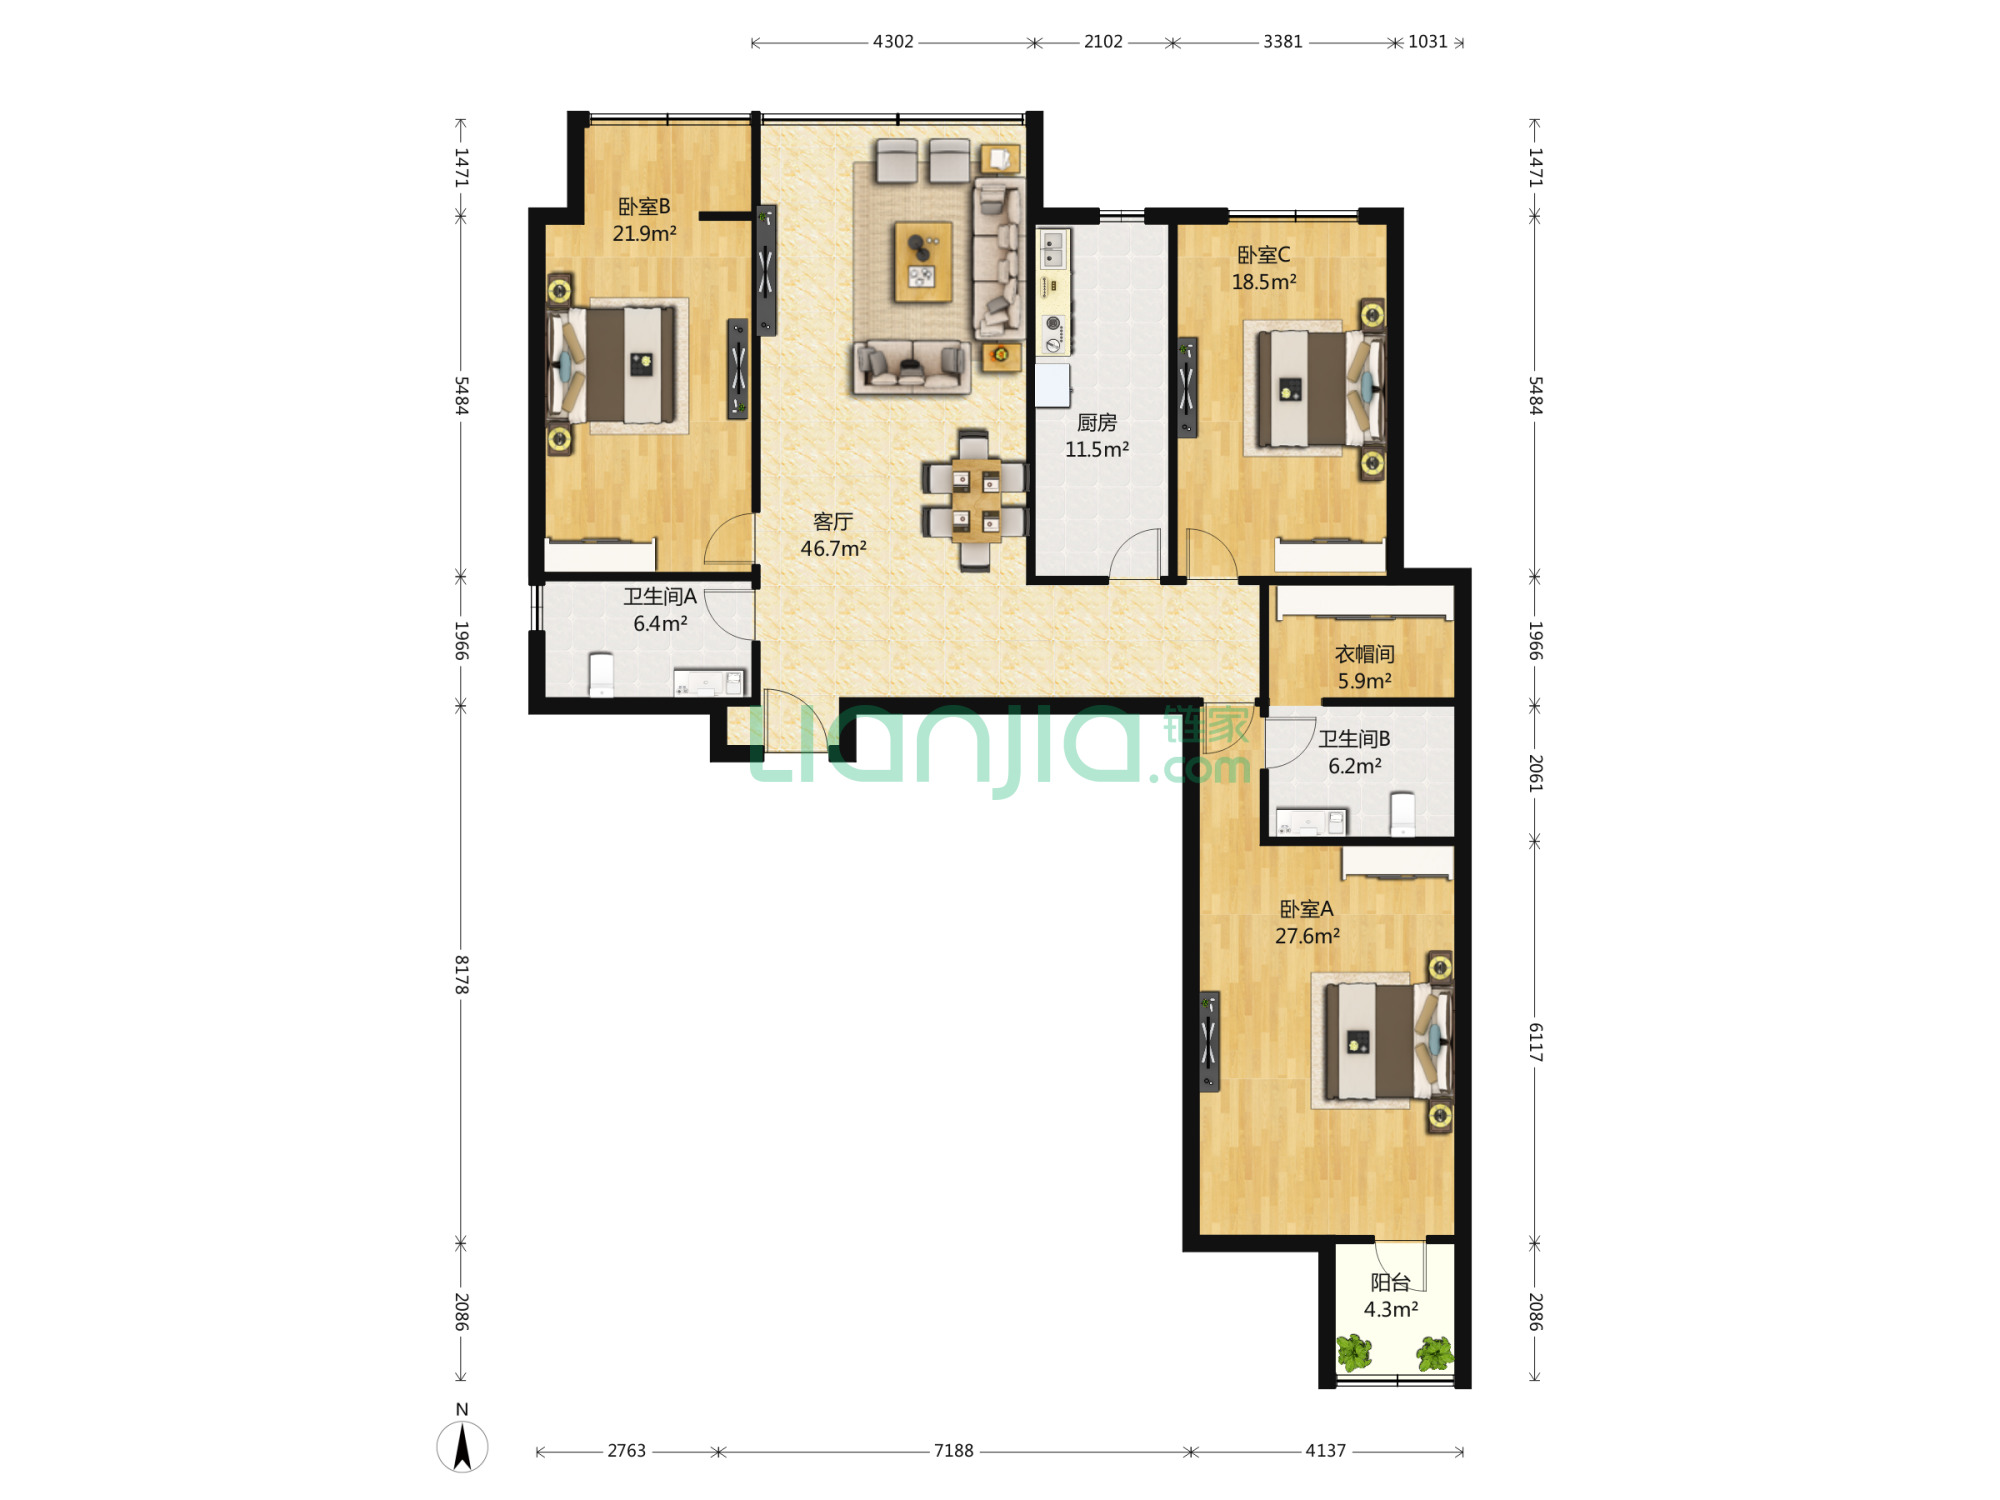 4302
2102
3381
1031
1471
1471
卧室B
21.9m²
卧室C
18.5m²
5484
5484
厨房
11.5m²
客厅
46.7m²
卫生间A
6.4m²
1966
1966
衣帽间
5.9m²
Lianjia
链家
.com
卫生间B
6.2m²
2061
卧室A
27.6m²
8178
6117
阳台
4.3m²
2086
2086
N
2763
7188
4137